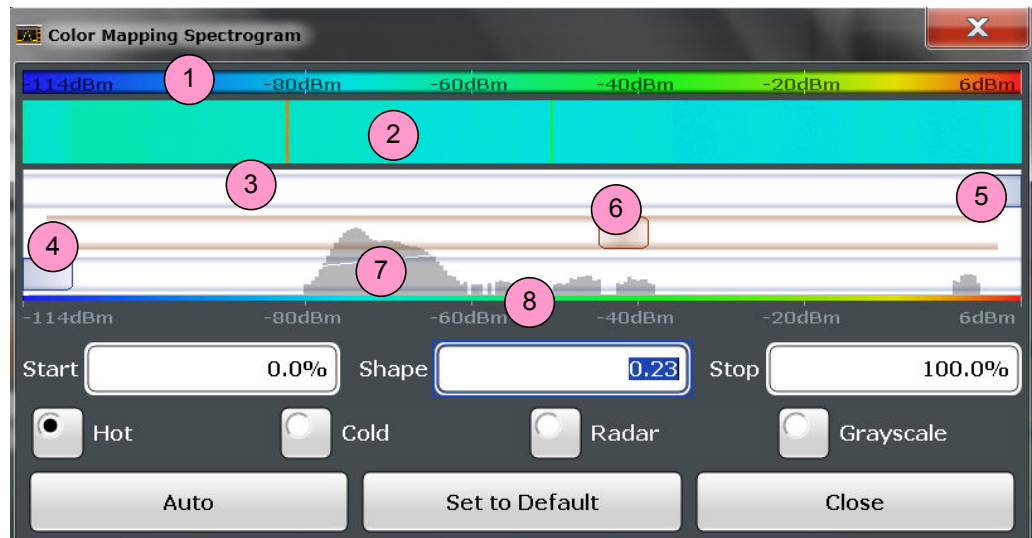 Color Mapping Spectrogram X
-114dBm -80dBm -60dBm -40dBm -20dBm 6dBm
1
2
3
4
5
6
7
8
-114dBm -80dBm -60dBm -40dBm -20dBm 6dBm
Start 0.0% Shape 0.23 Stop 100.0%
Hot Cold Radar Grayscale
Auto Set to Default Close